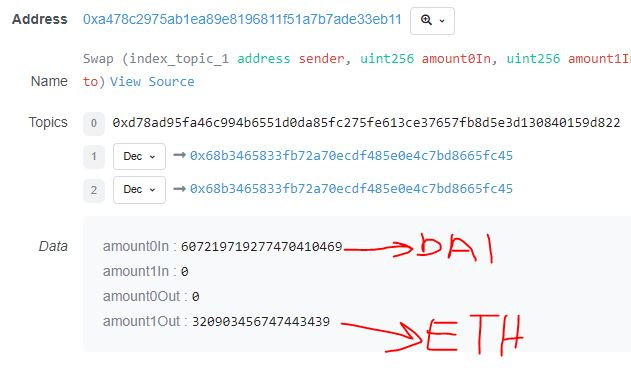 Address 0xa478c2975ab1ea89e8196811f51a7b7ade33eb11
Swap (index_topic_1 address sender, uint256 amount0In, uint256 amount1In
Name to) View Source
Topics 0 0xd78ad95fa46c994b6551d0da85fc275fe613ce37657fb8d5e3d130840159d822
1 Dec → 0x68b3465833fb72a70ecdf485e0e4c7bd8665fc45
2 Dec → 0x68b3465833fb72a70ecdf485e0e4c7bd8665fc45
Data amount0In : 607219719277470410469 DAI
amount1In : 0
amount0Out : 0
amount1Out : 320903456747443439 ETH